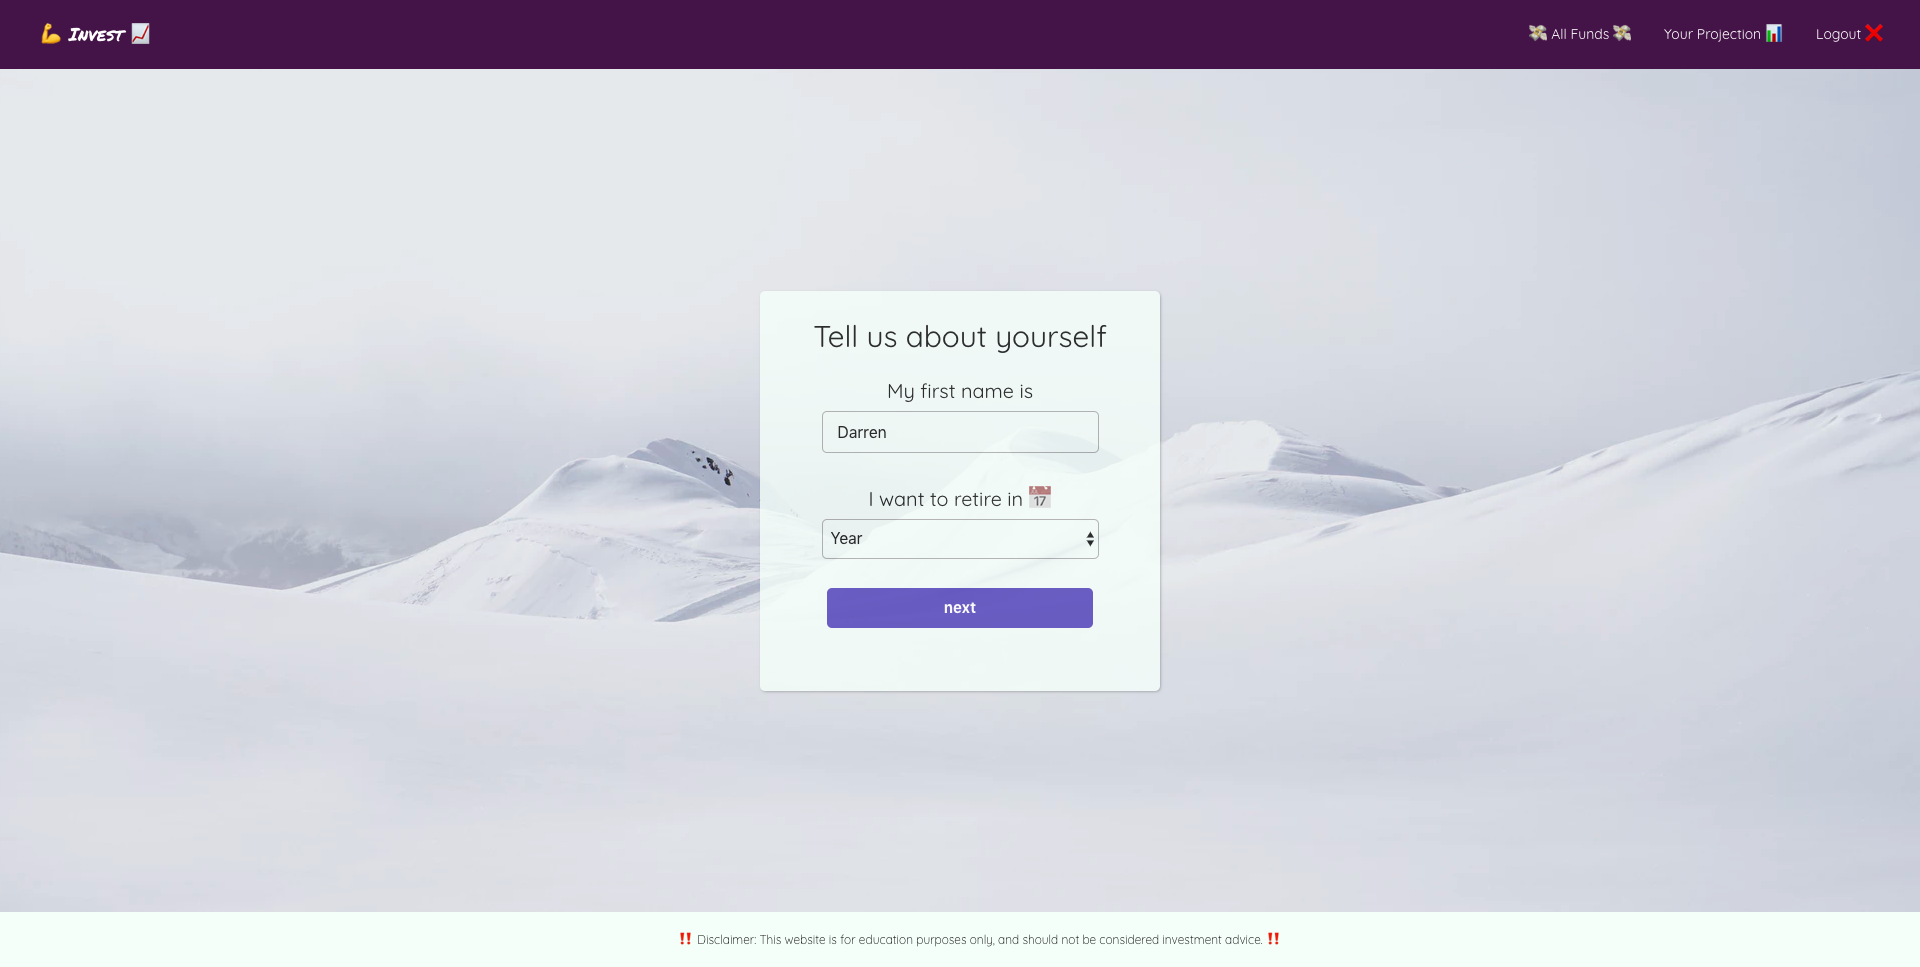 💪 Invest 📈
💸 All Funds 💸
Your Projection 📊
Logout ❌
Tell us about yourself
My first name is
Darren
I want to retire in 📅
Year
next
‼️ Disclaimer: This website is for education purposes only, and should not be considered investment advice. ‼️